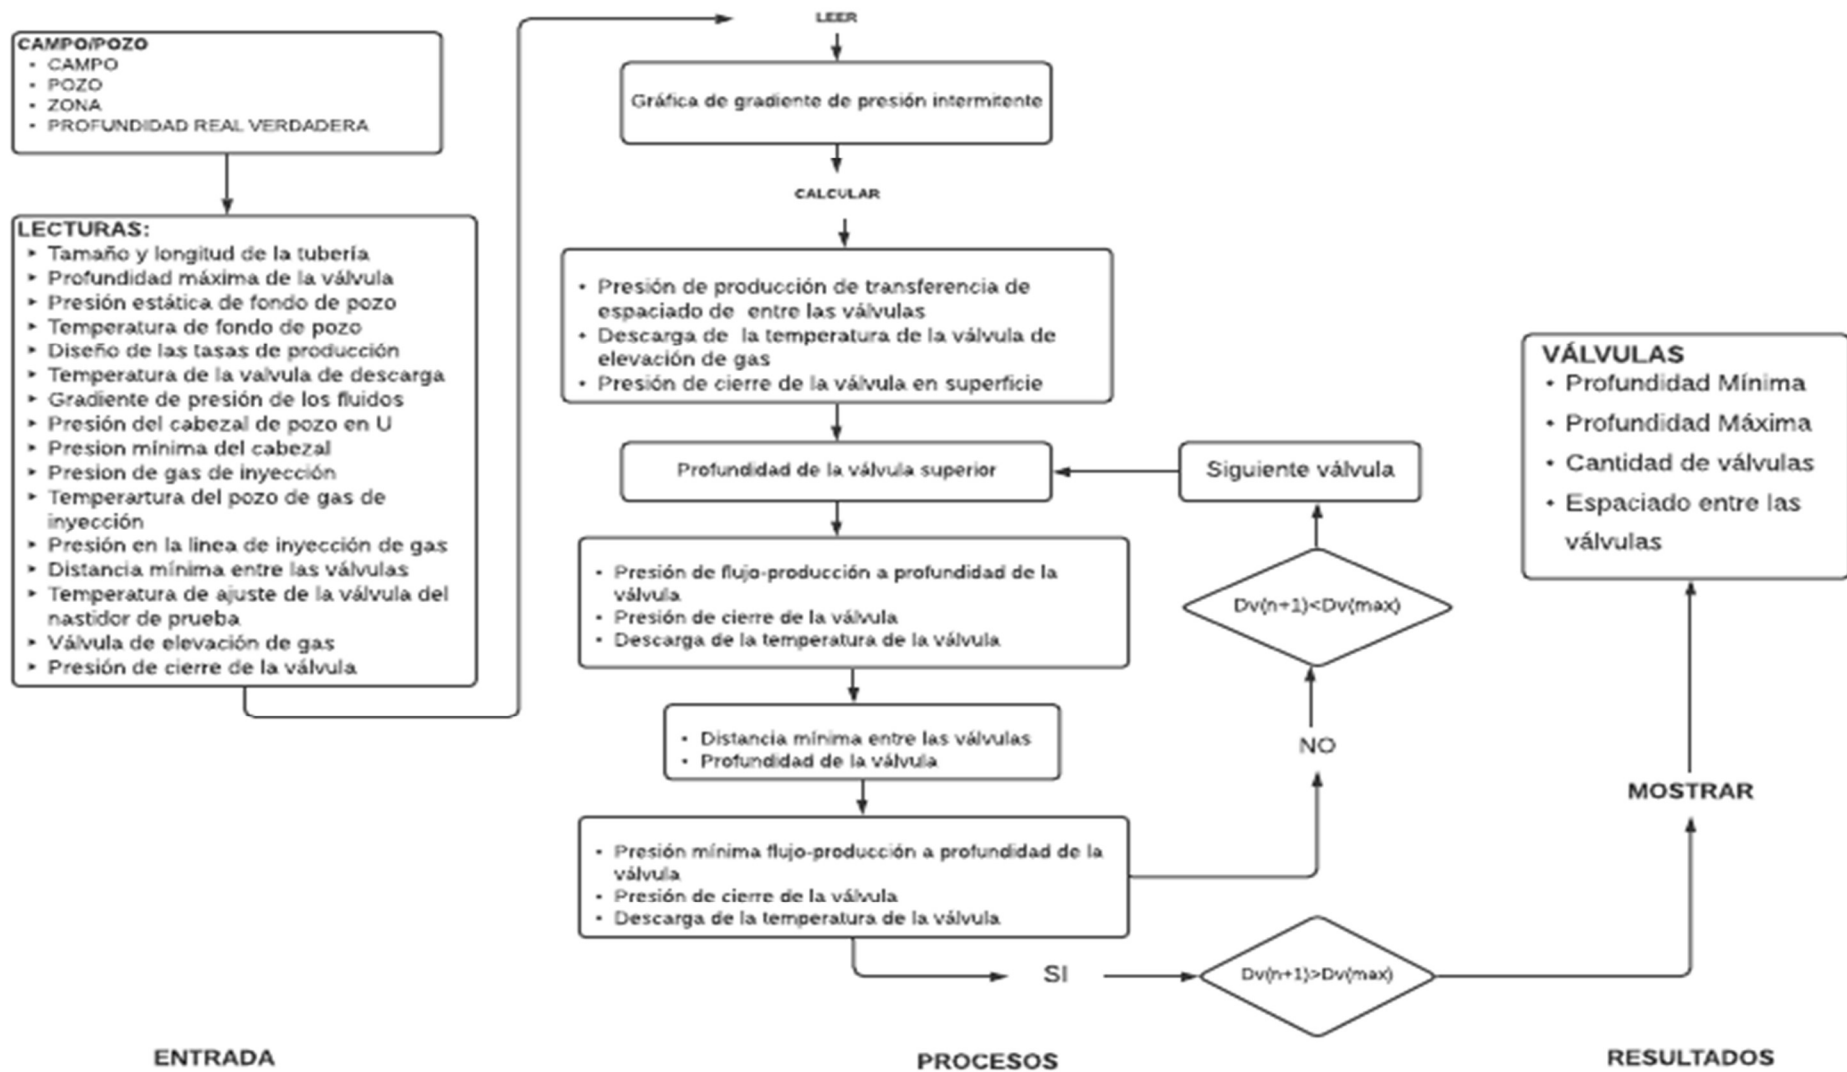 CAMPO/POZO
• CAMPO
• POZO
• ZONA
• PROFUNDIDAD REAL VERDADERA
LECTURAS:
➤ Tamaño y longitud de la tubería
➤ Profundidad máxima de la válvula
➤ Presión estática de fondo de pozo
➤ Temperatura de fondo de pozo
➤ Diseño de las tasas de producción
➤ Temperatura de la valvula de descarga
➤ Gradiente de presión de los fluidos
➤ Presión del cabezal de pozo en U
➤ Presion mínima del cabezal
➤ Presion de gas de inyección
➤ Temperartura del pozo de gas de
inyección
➤ Presión en la linea de inyección de gas
➤ Distancia mínima entre las válvulas
➤ Temperatura de ajuste de la válvula del
nastidor de prueba
➤ Válvula de elevación de gas
➤ Presión de cierre de la válvula
ENTRADA
LEER
Gráfica de gradiente de presión intermitente
CALCULAR
• Presión de producción de transferencia de
espaciado de entre las válvulas
• Descarga de la temperatura de la válvula de
elevación de gas
• Presión de cierre de la válvula en superficie
Profundidad de la válvula superior
Siguiente válvula
• Presión de flujo-producción a profundidad de la
válvula
• Presión de cierre de la válvula
• Descarga de la temperatura de la válvula
Dv(n+1)<Dv(max)
• Distancia mínima entre las válvulas
• Profundidad de la válvula
NO
• Presión mínima flujo-producción a profundidad de la
válvula
• Presión de cierre de la válvula
• Descarga de la temperatura de la válvula
SI
Dv(n+1)>Dv(max)
PROCESOS
VÁLVULAS
• Profundidad Mínima
• Profundidad Máxima
• Cantidad de válvulas
• Espaciado entre las
válvulas
MOSTRAR
RESULTADOS